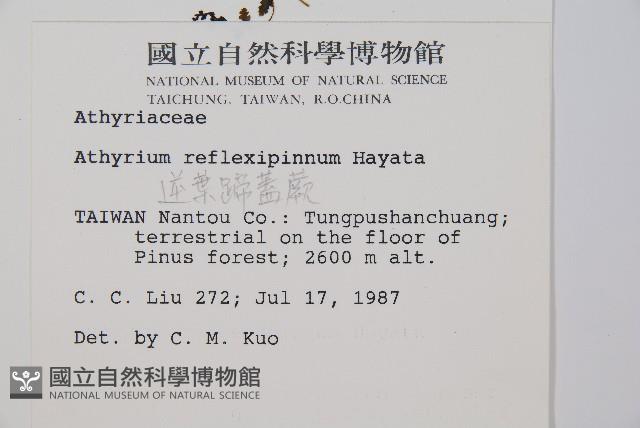 國立自然科學博物館
NATIONAL MUSEUM OF NATURAL SCIENCE
TAICHUNG, TAIWAN, R.O.CHINA
Athyriaceae
Athyrium reflexipinnum Hayata
逆葉蹄蓋蕨
TAIWAN Nantou Co.: Tungpushanchuang;
terrestrial on the floor of
Pinus forest; 2600 m alt.
C. C. Liu 272; Jul 17, 1987
Det. by C. M. Kuo
國立自然科學博物館
NATIONAL MUSEUM OF NATURAL SCIENCE